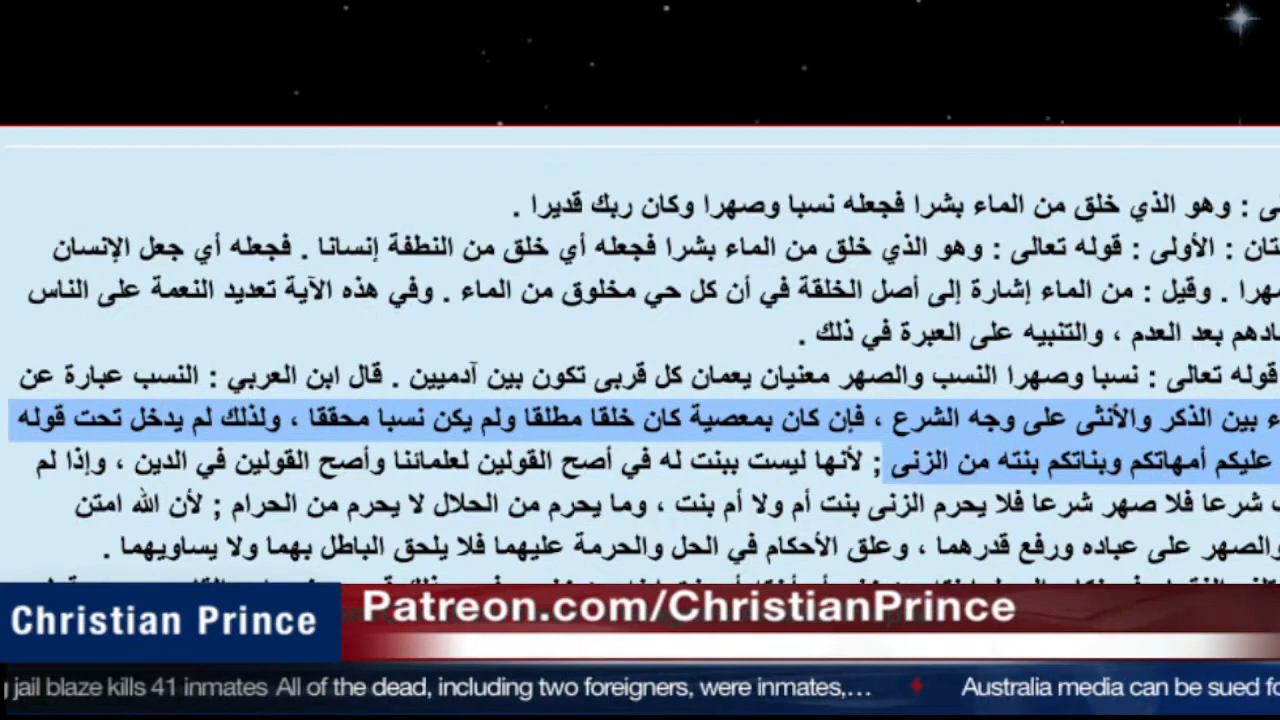 : وهو الذي خلق من الماء بشرا فجعله نسبا وصهرا وكان ربك قديرا .
: الأولى : قوله تعالى : وهو الذي خلق من الماء بشرا فجعله أي خلق من النطفة إنسانا . فجعله أي جعل الإنسان
. وقيل : من الماء إشارة إلى أصل الخلقة في أن كل حي مخلوق من الماء . وفي هذه الآية تعديد النعمة على الناس
بعد العدم ، والتنبيه على العبرة في ذلك .
قوله تعالى : نسبا وصهرا النسب والصهر معنيان يعمان كل قربى تكون بين آدميين . قال ابن العربي : النسب عبارة عن
بين الذكر والأنثى على وجه الشرع ، فإن كان بمعصية كان خلقا مطلقا ولم يكن نسبا محققا ، ولذلك لم يدخل تحت قوله
عليكم أمهاتكم وبناتكم بنته من الزنى ; لأنها ليست ببنت له في أصح القولين لعلمائنا وأصح القولين في الدين ، وإذا لم
شرعا فلا صهر شرعا فلا يحرم الزنى بنت أم ولا أم بنت ، وما يحرم من الحلال لا يحرم من الحرام ; لأن الله امتن
والصهر على عباده ورفع قدرهما ، وعلق الأحكام في الحل والحرمة عليهما فلا يلحق الباطل بهما ولا يساويهما .
Christian Prince
Patreon.com/ChristianPrince
jail blaze kills 41 inmates All of the dead, including two foreigners, were inmates,... Australia media can be sued fo